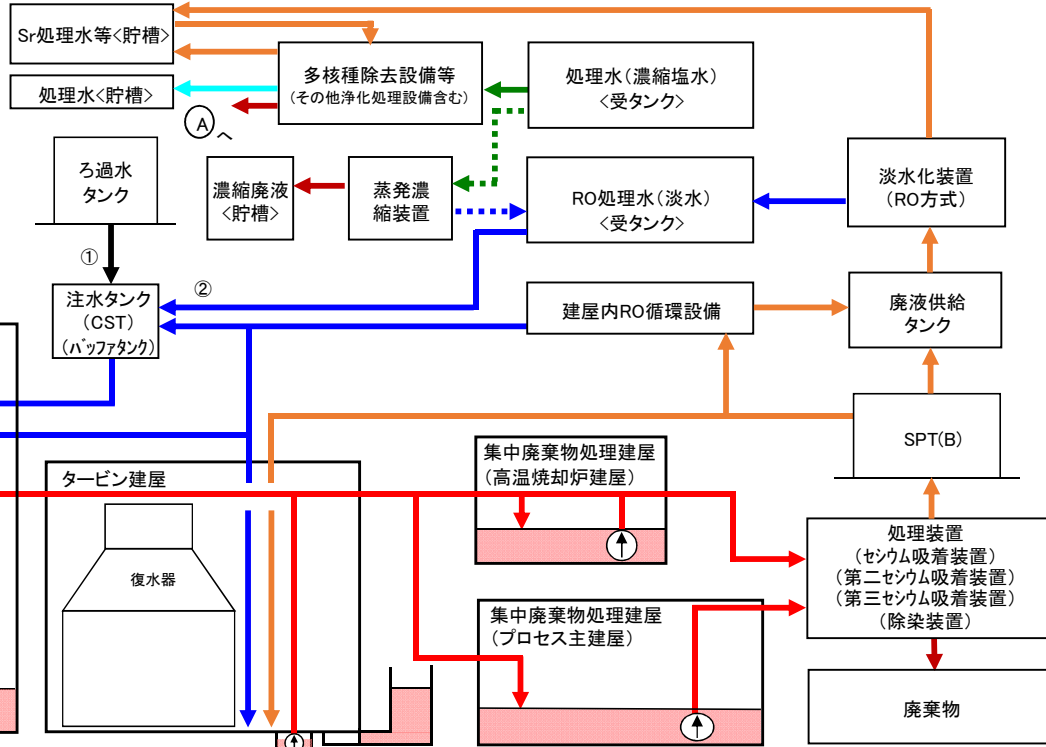 Sr処理水等<貯槽>
処理水<貯槽>
多核種除去設備等
(その他浄化処理設備含む)
処理水(濃縮塩水)
<受タンク>
A へ
ろ過水
タンク
濃縮廃液
<貯槽>
蒸発濃
縮装置
RO処理水(淡水)
<受タンク>
淡水化装置
(RO方式)
①
②
注水タンク
(CST)
(バッファタンク)
建屋内RO循環設備
廃液供給
タンク
SPT(B)
タービン建屋
復水器
集中廃棄物処理建屋
(高温焼却炉建屋)
集中廃棄物処理建屋
(プロセス主建屋)
処理装置
(セシウム吸着装置)
(第二セシウム吸着装置)
(第三セシウム吸着装置)
(除染装置)
廃棄物